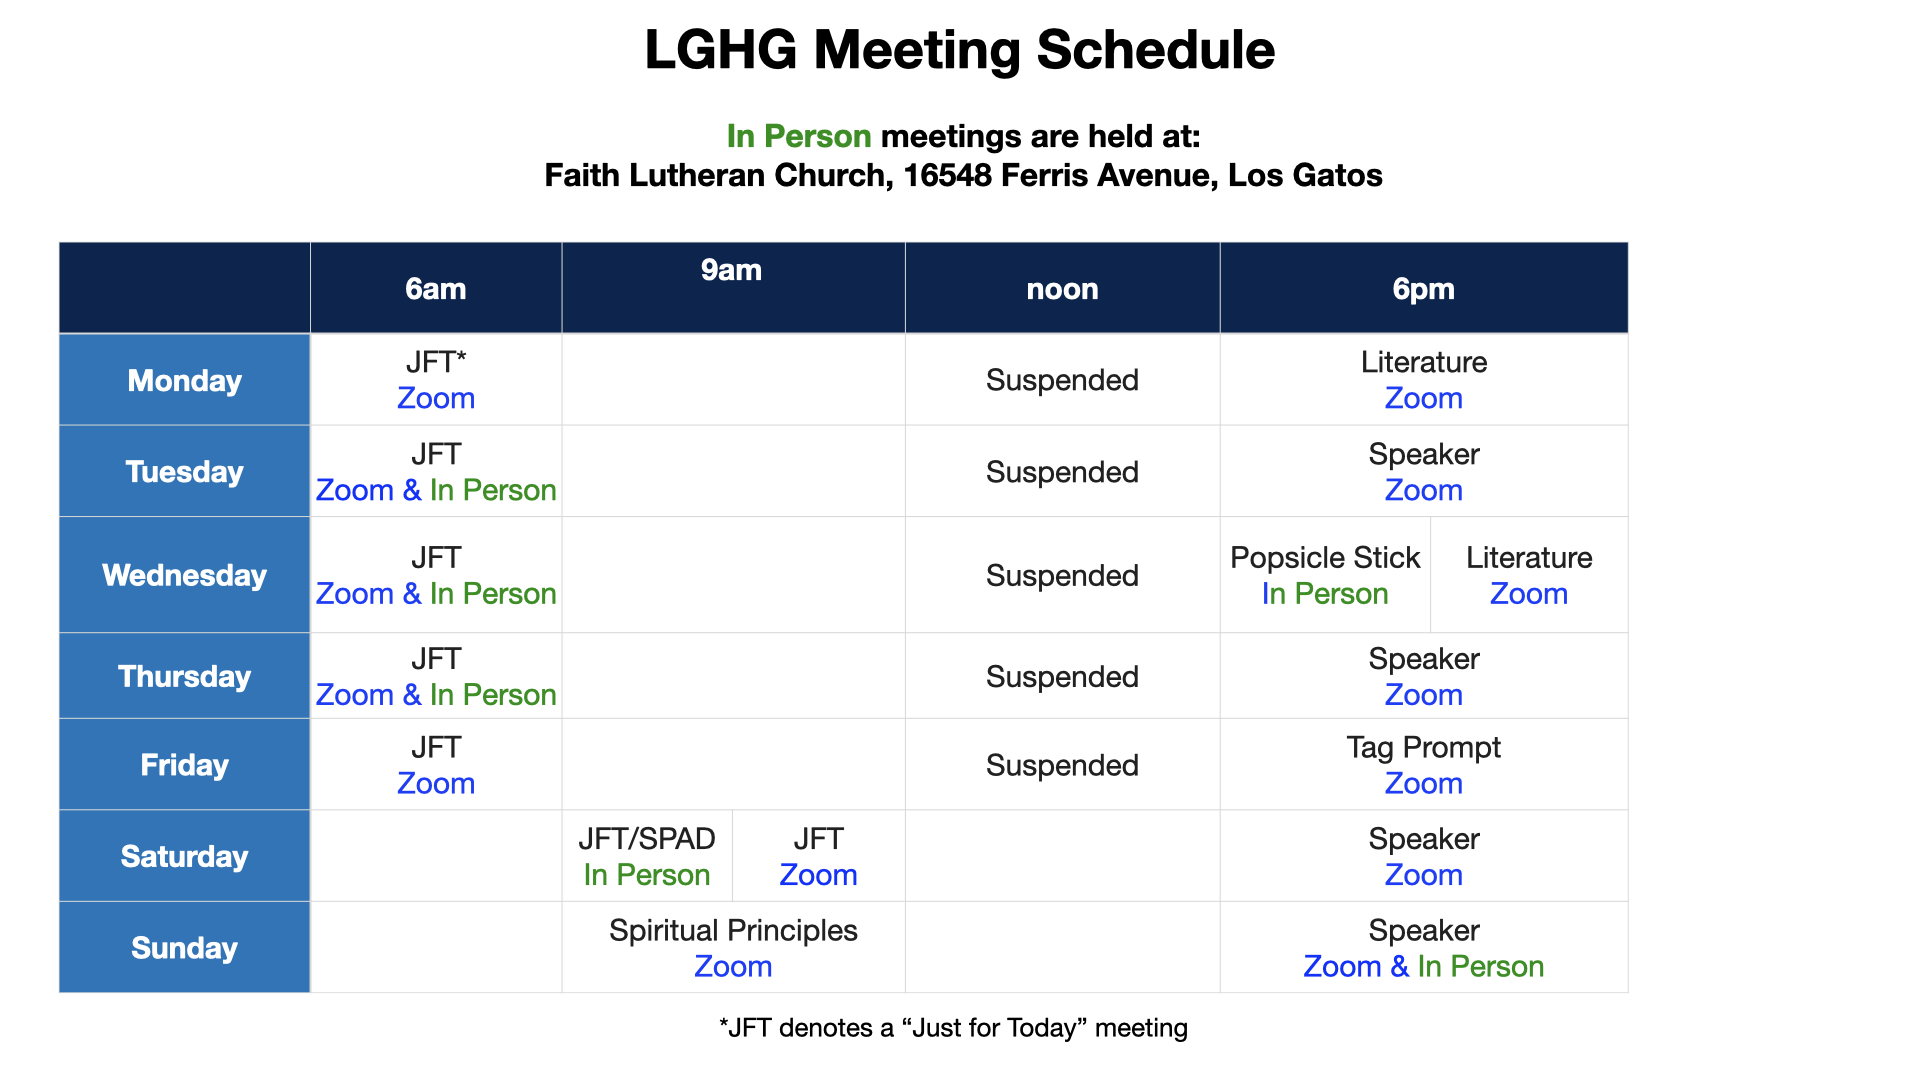 LGHG Meeting Schedule
In Person meetings are held at:
Faith Lutheran Church, 16548 Ferris Avenue, Los Gatos
6am
9am
noon
6pm
Monday
JFT*
Zoom
Suspended
Literature
Zoom
Tuesday
JFT
Zoom & In Person
Suspended
Speaker
Zoom
Wednesday
JFT
Zoom & In Person
Suspended
Popsicle Stick
In Person
Literature
Zoom
Thursday
JFT
Zoom & In Person
Suspended
Speaker
Zoom
Friday
JFT
Zoom
Suspended
Tag Prompt
Zoom
Saturday
JFT/SPAD
In Person
JFT
Zoom
Speaker
Zoom
Sunday
Spiritual Principles
Zoom
Speaker
Zoom & In Person
*JFT denotes a “Just for Today” meeting